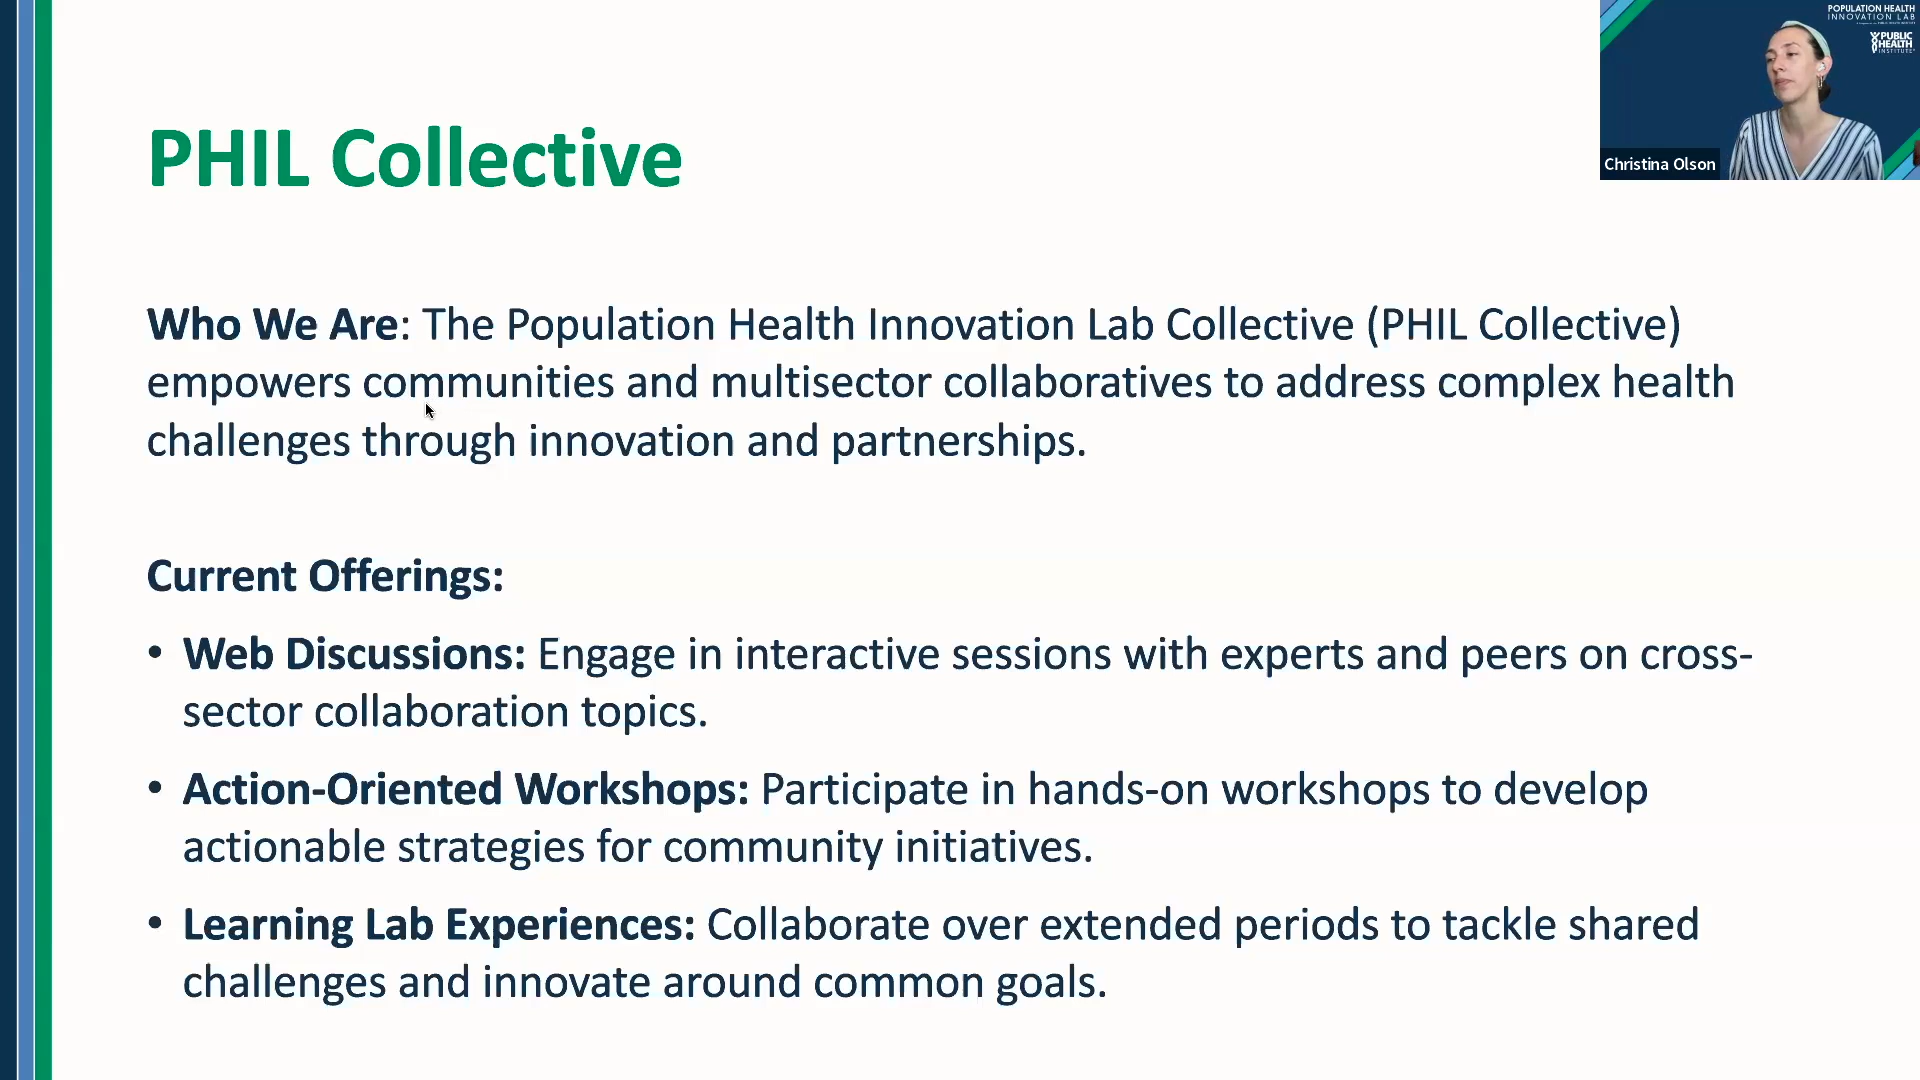 POPULATION HEALTH
INNOVATION LAB
PUBLIC
HEALTH
INSTITUTE
Christina Olson
PHIL Collective
Who We Are: The Population Health Innovation Lab Collective (PHIL Collective)
empowers communities and multisector collaboratives to address complex health
challenges through innovation and partnerships.
Current Offerings:
• Web Discussions: Engage in interactive sessions with experts and peers on cross-
sector collaboration topics.
• Action-Oriented Workshops: Participate in hands-on workshops to develop
actionable strategies for community initiatives.
• Learning Lab Experiences: Collaborate over extended periods to tackle shared
challenges and innovate around common goals.